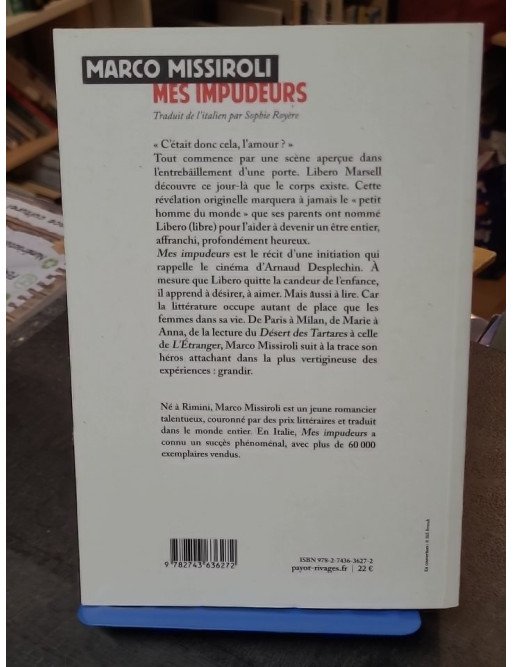 MARCO MISSIROLI
MES IMPUDEURS
Traduit de l'italien par Sophie Royère
« C'était donc cela, l'amour ? »
Tout commence par une scène aperçue dans
l'entrebâillement d'une porte. Libero Marsell
découvre ce jour-là que le corps existe. Cette
révélation originelle marquera à jamais le « petit
homme du monde » que ses parents ont nommé
Libero (libre) pour l'aider à devenir un être entier,
affranchi, profondément heureux.
Mes impudeurs est le récit d'une initiation qui
rappelle le cinéma d'Arnaud Desplechin. À
mesure que Libero quitte la candeur de l'enfance,
il apprend à désirer, à aimer. Mais aussi à lire. Car
la littérature occupe autant de place que les
femmes dans sa vie. De Paris à Milan, de Marie à
Anna, de la lecture du Désert des Tartares à celle
de L'Étranger, Marco Missiroli suit à la trace son
héros attachant dans la plus vertigineuse des
expériences : grandir.
Né à Rimini, Marco Missiroli est un jeune romancier
talentueux, couronné par des prix littéraires et traduit
dans le monde entier. En Italie, Mes impudeurs a
connu un succès phénoménal, avec plus de 60 000
exemplaires vendus.
ISBN 978-2-7436-3627-2
payot-rivages.fr | 22 €
9 782743 636272